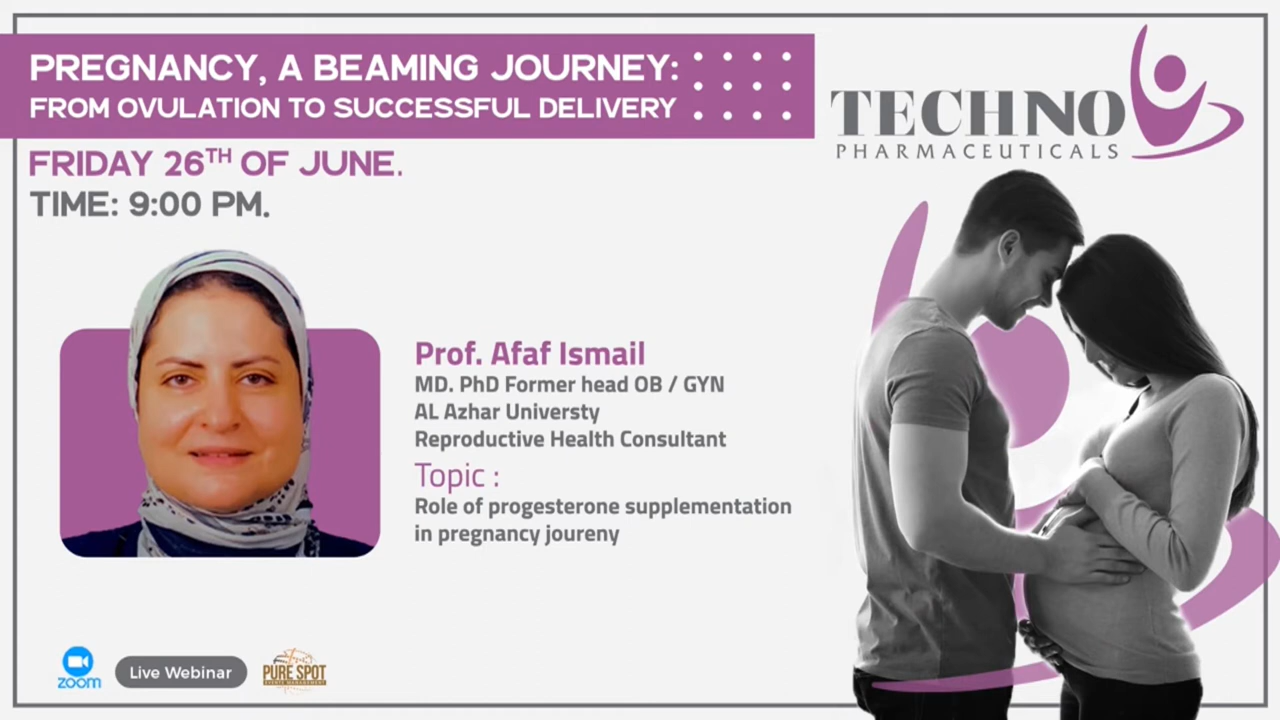 PREGNANCY, A BEAMING JOURNEY:
FROM OVULATION TO SUCCESSFUL DELIVERY
FRIDAY 26TH OF JUNE.
TIME: 9:00 PM.
TECHNO
PHARMACEUTICALS
Prof. Afaf Ismail
MD. PhD Former head OB / GYN
AL Azhar Universty
Reproductive Health Consultant
Topic :
Role of progesterone supplementation
in pregnancy joureny
zoom
Live Webinar
PURE SPOT
EVENTS MANAGEMENT